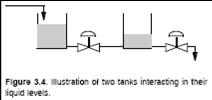 Figure 3.4. Illustration of two tanks interacting in their
liquid levels.